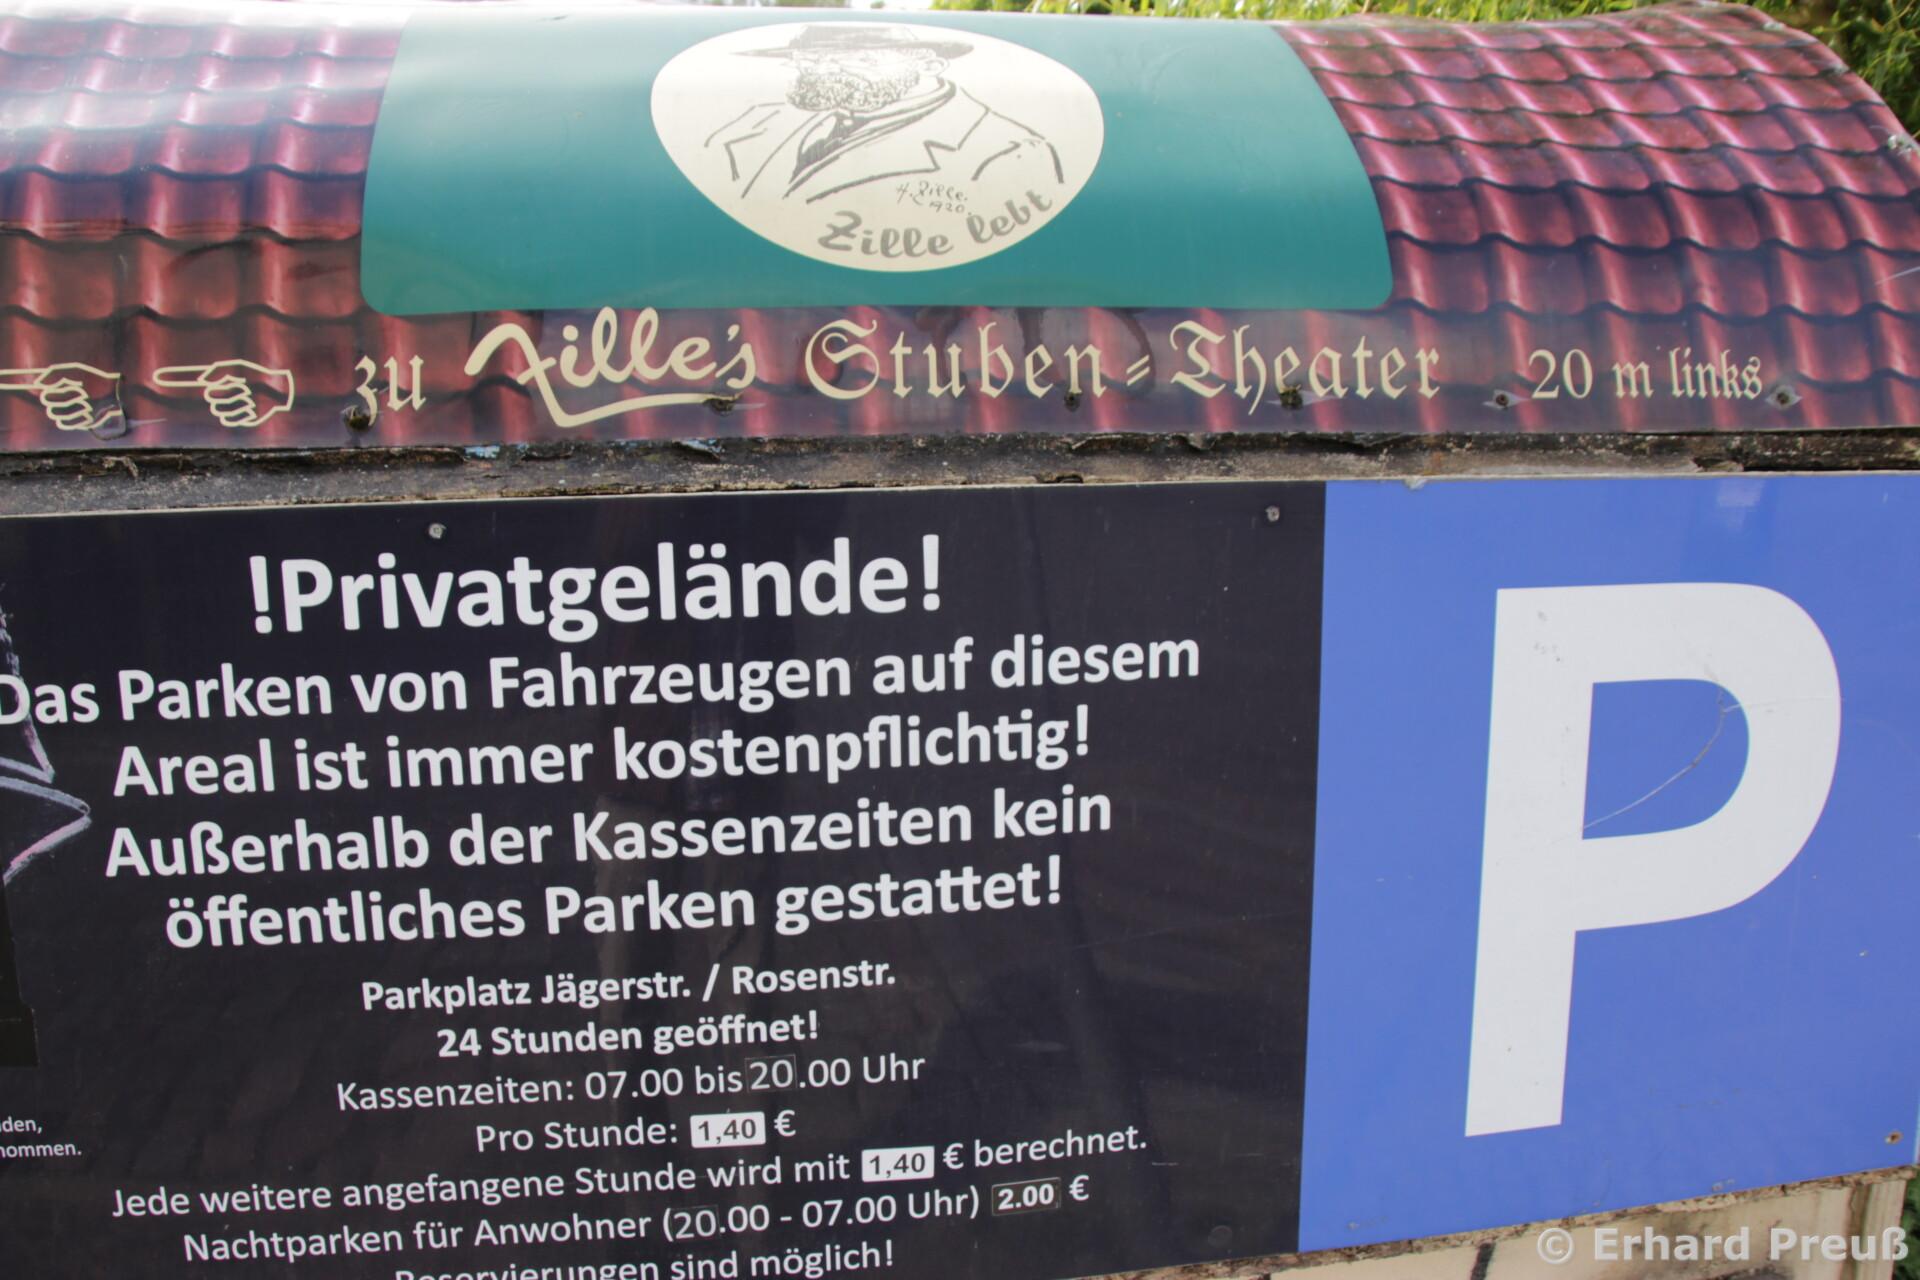 H. Zille.
1920.
Zille lebt
zu Zille's Stuben=Theater 20 m links
!Privatgelände!
Das Parken von Fahrzeugen auf diesem
Areal ist immer kostenpflichtig!
Außerhalb der Kassenzeiten kein
öffentliches Parken gestattet!
Parkplatz Jägerstr. / Rosenstr.
24 Stunden geöffnet!
Kassenzeiten: 07.00 bis 20.00 Uhr
Pro Stunde: 1,40 €
Jede weitere angefangene Stunde wird mit 1,40 € berechnet.
Nachtparken für Anwohner (20.00 - 07.00 Uhr) 2.00 €
Reservierungen sind möglich!
P
© Erhard Preuß